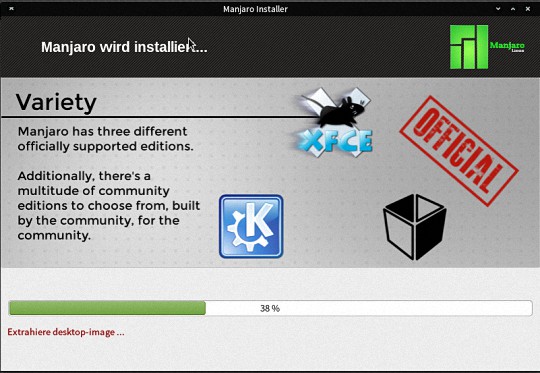 Manjaro Installer
Manjaro wird installiert...
Manjaro
Linux
Variety
Manjaro has three different
officially supported editions.
Additionally, there's a
multitude of community
editions to choose from, built
by the community, for the
community.
XFCE
OFFICIAL
K
38 %
Extrahiere desktop-image ...